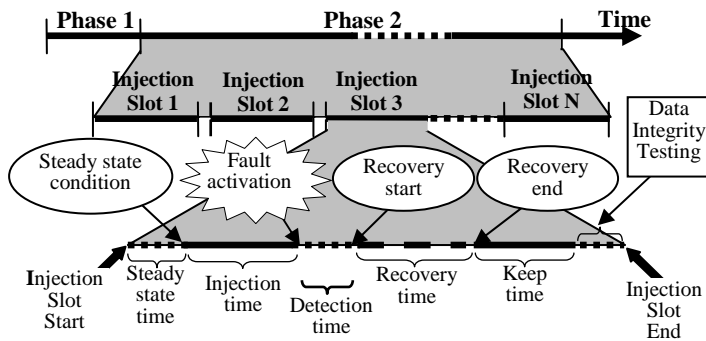 Phase 1
Phase 2
Time
Injection
Slot 1
Injection
Slot 2
Injection
Slot 3
Injection
Slot N
Data
Integrity
Testing
Steady state
condition
Fault
activation
Recovery
start
Recovery
end
Injection
Slot
Start
Steady
state
time
Injection
time
Detection
time
Recovery
time
Keep
time
Injection
Slot
End